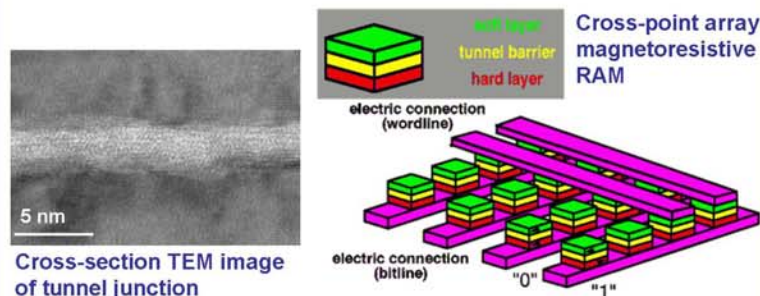 soft layer
tunnel barrier
hard layer
Cross-point array
magnetoresistive
RAM
electric connection
(wordline)
5 nm
electric connection
(bitline)
"0"
"1"
Cross-section TEM image
of tunnel junction